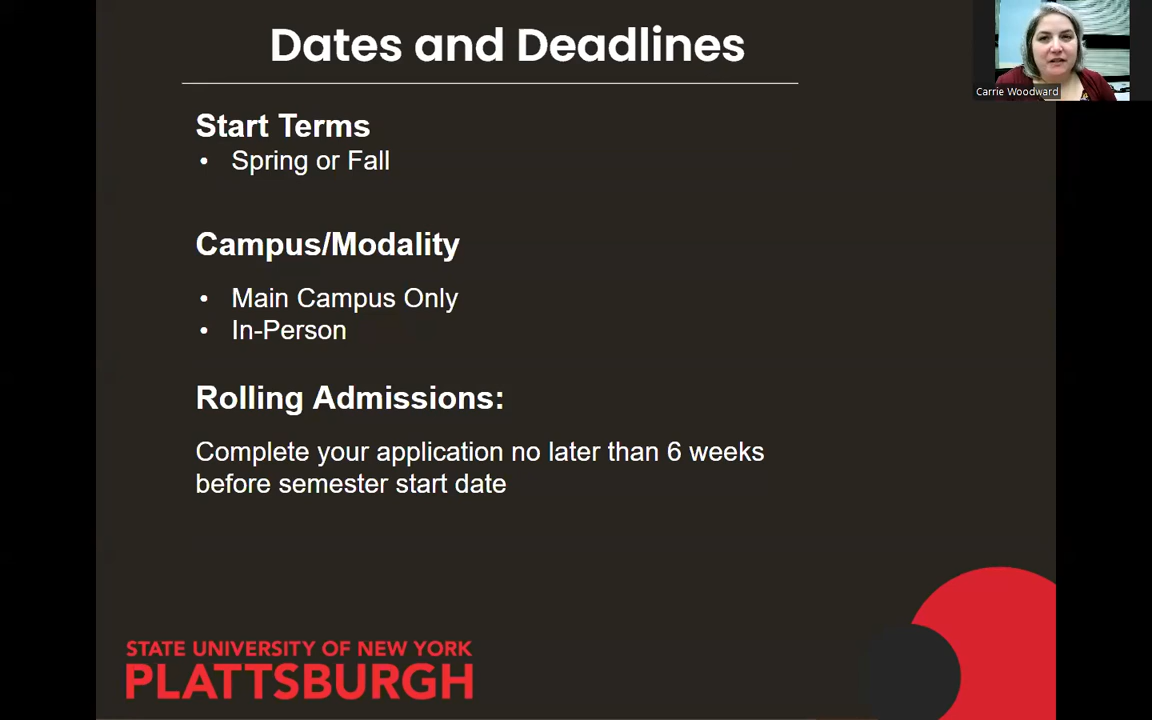 Dates and Deadlines
Carrie Woodward
Start Terms
• Spring or Fall
Campus/Modality
• Main Campus Only
• In-Person
Rolling Admissions:
Complete your application no later than 6 weeks
before semester start date
STATE UNIVERSITY OF NEW YORK
PLATTSBURGH